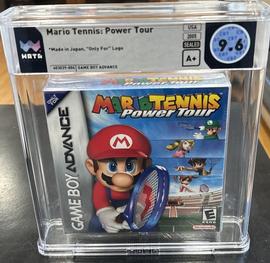 Mario Tennis: Power Tour
*Made in Japan, "Only For" Logo
GAME BOY ADVANCE
WATA
USA
2005
SEALED
A+
9.6
MARIO TENNIS
Power Tour
GAME BOY ADVANCE
E